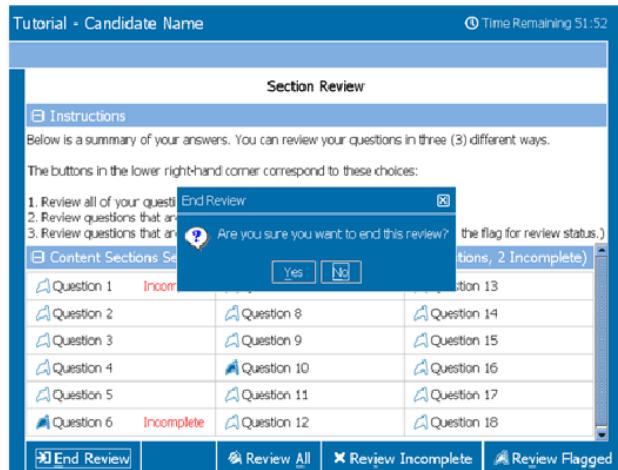 Tutorial - Candidate Name
Time Remaining 51:52
Section Review
Instructions
Below is a summary of your answers. You can review your questions in three (3) different ways.
The buttons in the lower right-hand corner correspond to these choices:
1. Review all of your questi
2. Review questions that ar
3. Review questions that ar the flag for review status.)
End Review
Are you sure you want to end this review?
Yes No
Content Sections Se tions, 2 Incomplete)
Question 1 Incom stion 13
Question 2 Question 8 Question 14
Question 3 Question 9 Question 15
Question 4 Question 10 Question 16
Question 5 Question 11 Question 17
Question 6 Incomplete Question 12 Question 18
End Review Review All Review Incomplete Review Flagged